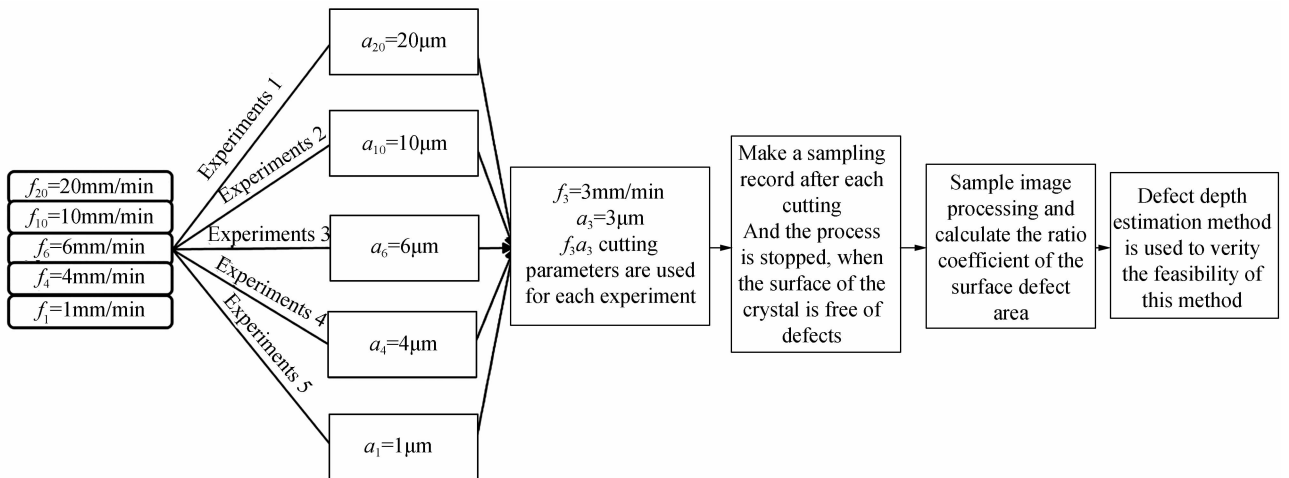 f20=20mm/min
f10=10mm/min
f6=6mm/min
f4=4mm/min
f1=1mm/min
Experiments 1
Experiments 2
Experiments 3
Experiments 4
Experiments 5
a20=20μm
a10=10μm
a6=6μm
a4=4μm
a1=1μm
f3=3mm/min
a3=3μm
f3a3 cutting
parameters are used
for each experiment
Make a sampling
record after each
cutting
And the process
is stopped, when
the surface of the
crystal is free of
defects
Sample image
processing and
calculate the ratio
coefficient of the
surface defect
area
Defect depth
estimation method
is used to verity
the feasibility of
this method